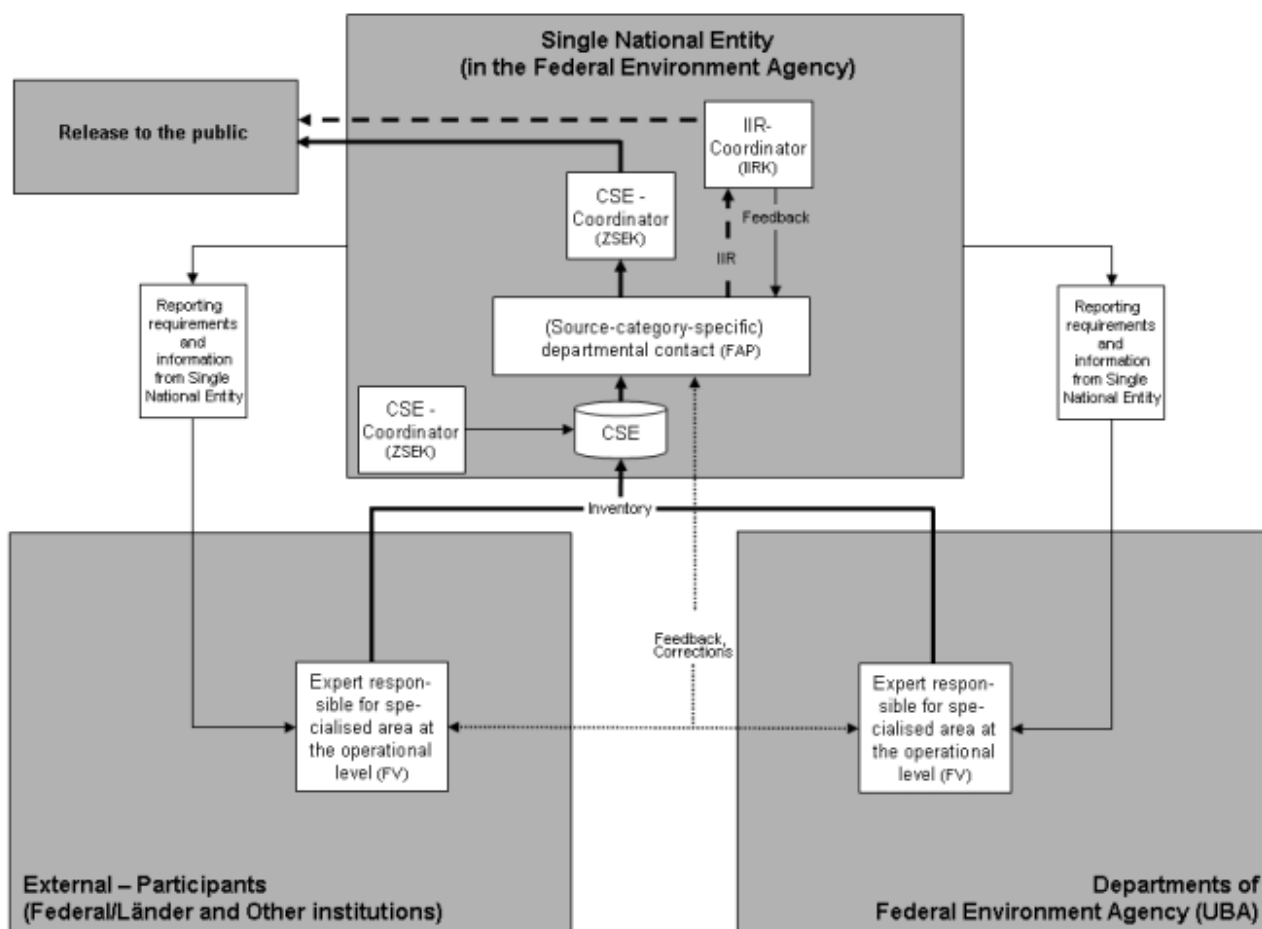 Single National Entity
(in the Federal Environment Agency)
Release to the public
IIR-
Coordinator
(IIRK)
CSE -
Coordinator
(ZSEK)
Feedback
IIR
Reporting
requirements
and
information
from Single
National Entity
Reporting
requirements
and
information
from Single
National Entity
(Source-category-specific)
departmental contact (FAP)
CSE -
Coordinator
(ZSEK)
CSE
Inventory
Feedback,
Corrections
Expert respon-
sible for spe-
cialised area at
the operational
level (FV)
Expert respon-
sible for spe-
cialised area at
the operational
level (FV)
External – Participants
(Federal/Länder and Other institutions)
Departments of
Federal Environment Agency (UBA)